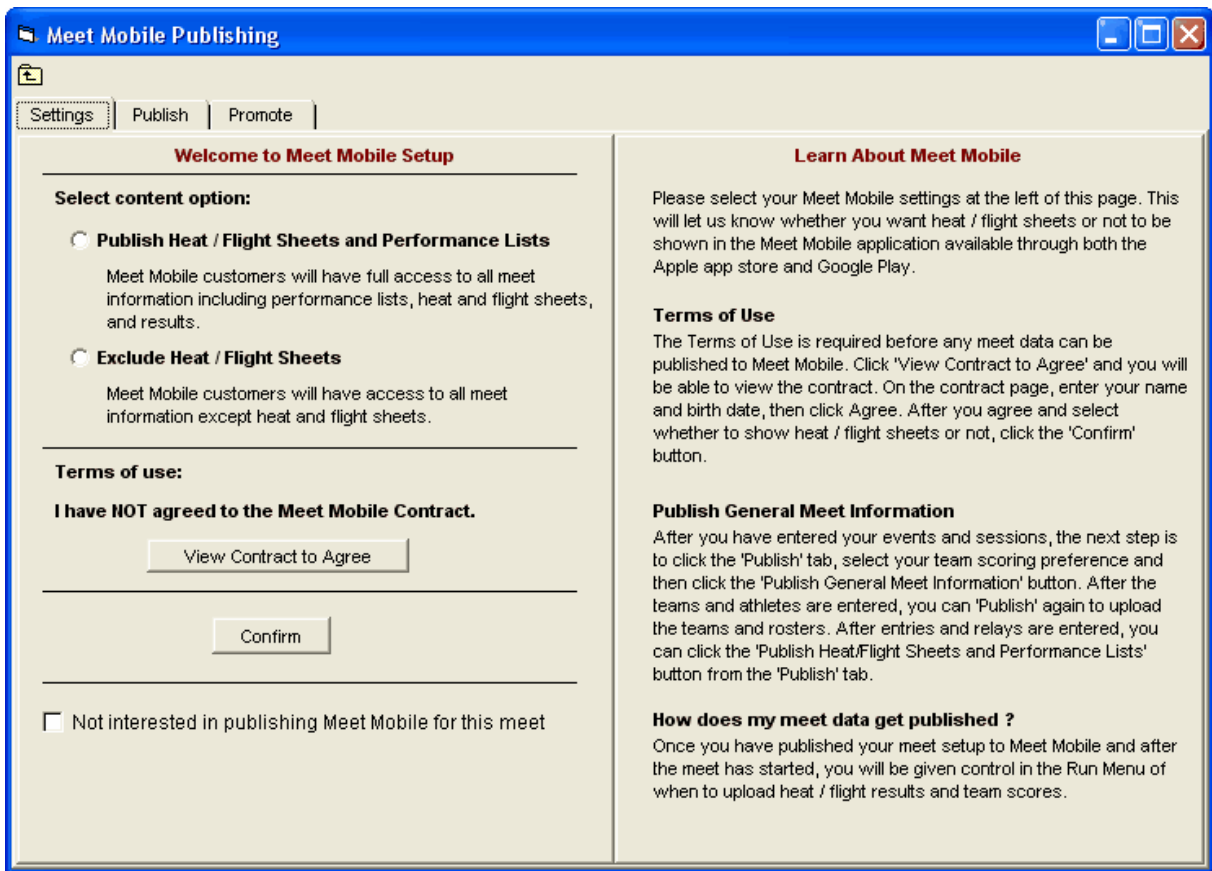 Meet Mobile Publishing
Settings
Publish
Promote
Welcome to Meet Mobile Setup
Select content option:
Publish Heat / Flight Sheets and Performance Lists
Meet Mobile customers will have full access to all meet
information including performance lists, heat and flight sheets,
and results.
Exclude Heat / Flight Sheets
Meet Mobile customers will have access to all meet
information except heat and flight sheets.
Terms of use:
I have NOT agreed to the Meet Mobile Contract.
View Contract to Agree
Confirm
Not interested in publishing Meet Mobile for this meet
Learn About Meet Mobile
Please select your Meet Mobile settings at the left of this page. This
will let us know whether you want heat / flight sheets or not to be
shown in the Meet Mobile application available through both the
Apple app store and Google Play.
Terms of Use
The Terms of Use is required before any meet data can be
published to Meet Mobile. Click 'View Contract to Agree' and you will
be able to view the contract. On the contract page, enter your name
and birth date, then click Agree. After you agree and select
whether to show heat / flight sheets or not, click the 'Confirm'
button.
Publish General Meet Information
After you have entered your events and sessions, the next step is
to click the 'Publish' tab, select your team scoring preference and
then click the 'Publish General Meet Information' button. After the
teams and athletes are entered, you can 'Publish' again to upload
the teams and rosters. After entries and relays are entered, you
can click the 'Publish Heat/Flight Sheets and Performance Lists'
button from the 'Publish' tab.
How does my meet data get published ?
Once you have published your meet setup to Meet Mobile and after
the meet has started, you will be given control in the Run Menu of
when to upload heat / flight results and team scores.